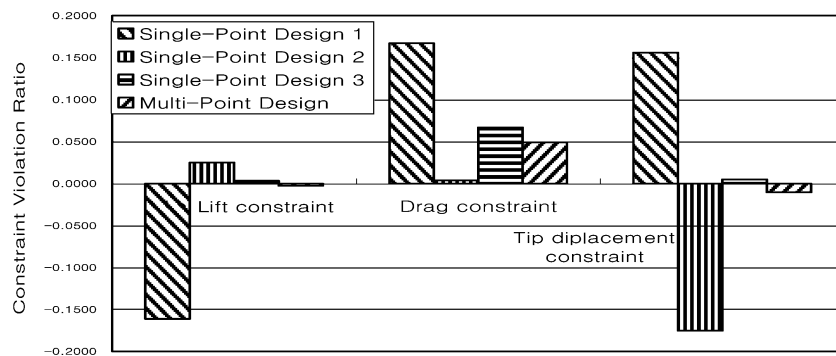 0.2000
0.1500
0.1000
0.0500
0.0000
-0.0500
-0.1000
-0.1500
-0.2000
Constraint Violation Ratio
Single-Point Design 1
Single-Point Design 2
Single-Point Design 3
Multi-Point Design
Lift constraint
Drag constraint
Tip diplacement
constraint